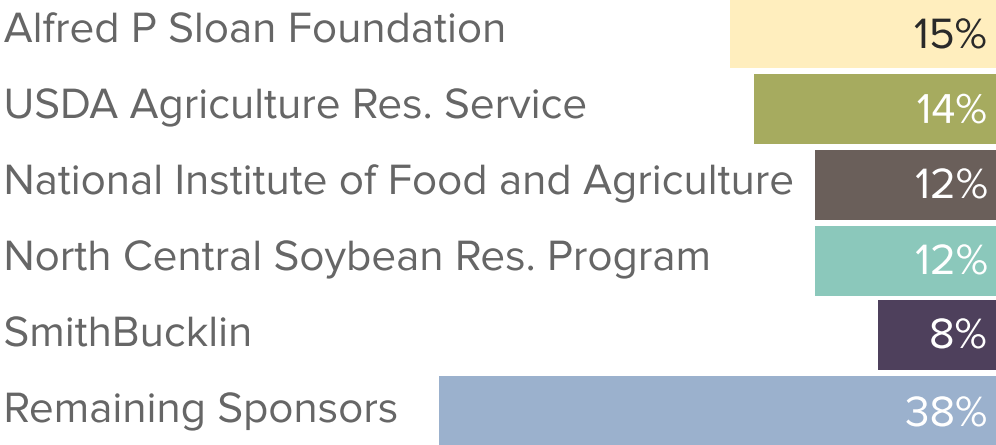 Alfred P Sloan Foundation 15%
USDA Agriculture Res. Service 14%
National Institute of Food and Agriculture 12%
North Central Soybean Res. Program 12%
SmithBucklin 8%
Remaining Sponsors 38%